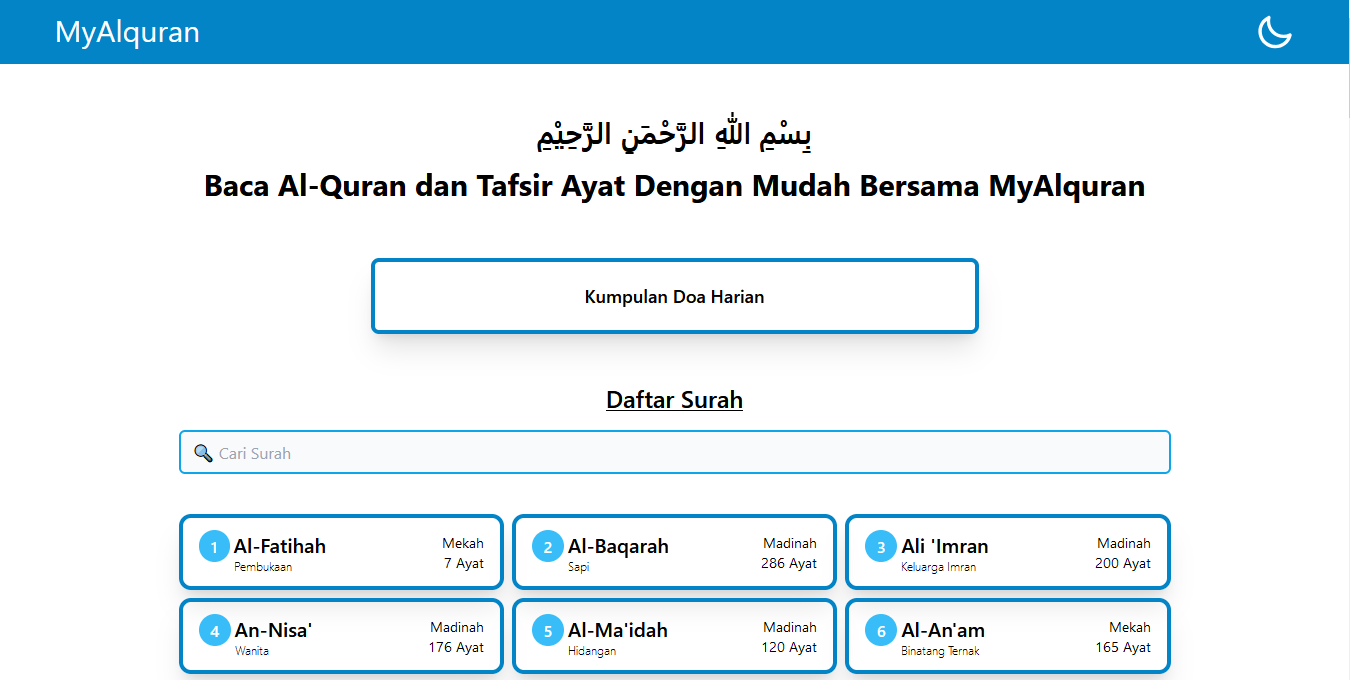 MyAlquran
بِسْمِ اللّٰهِ الرَّحْمَنِ الرَّحِيْمِ
Baca Al-Quran dan Tafsir Ayat Dengan Mudah Bersama MyAlquran
Kumpulan Doa Harian
Daftar Surah
Cari Surah
1 Al-Fatihah Mekah
Pembukaan 7 Ayat
2 Al-Baqarah Madinah
Sapi 286 Ayat
3 Ali 'Imran Madinah
Keluarga Imran 200 Ayat
4 An-Nisa' Madinah
Wanita 176 Ayat
5 Al-Ma'idah Madinah
Hidangan 120 Ayat
6 Al-An'am Mekah
Binatang Ternak 165 Ayat